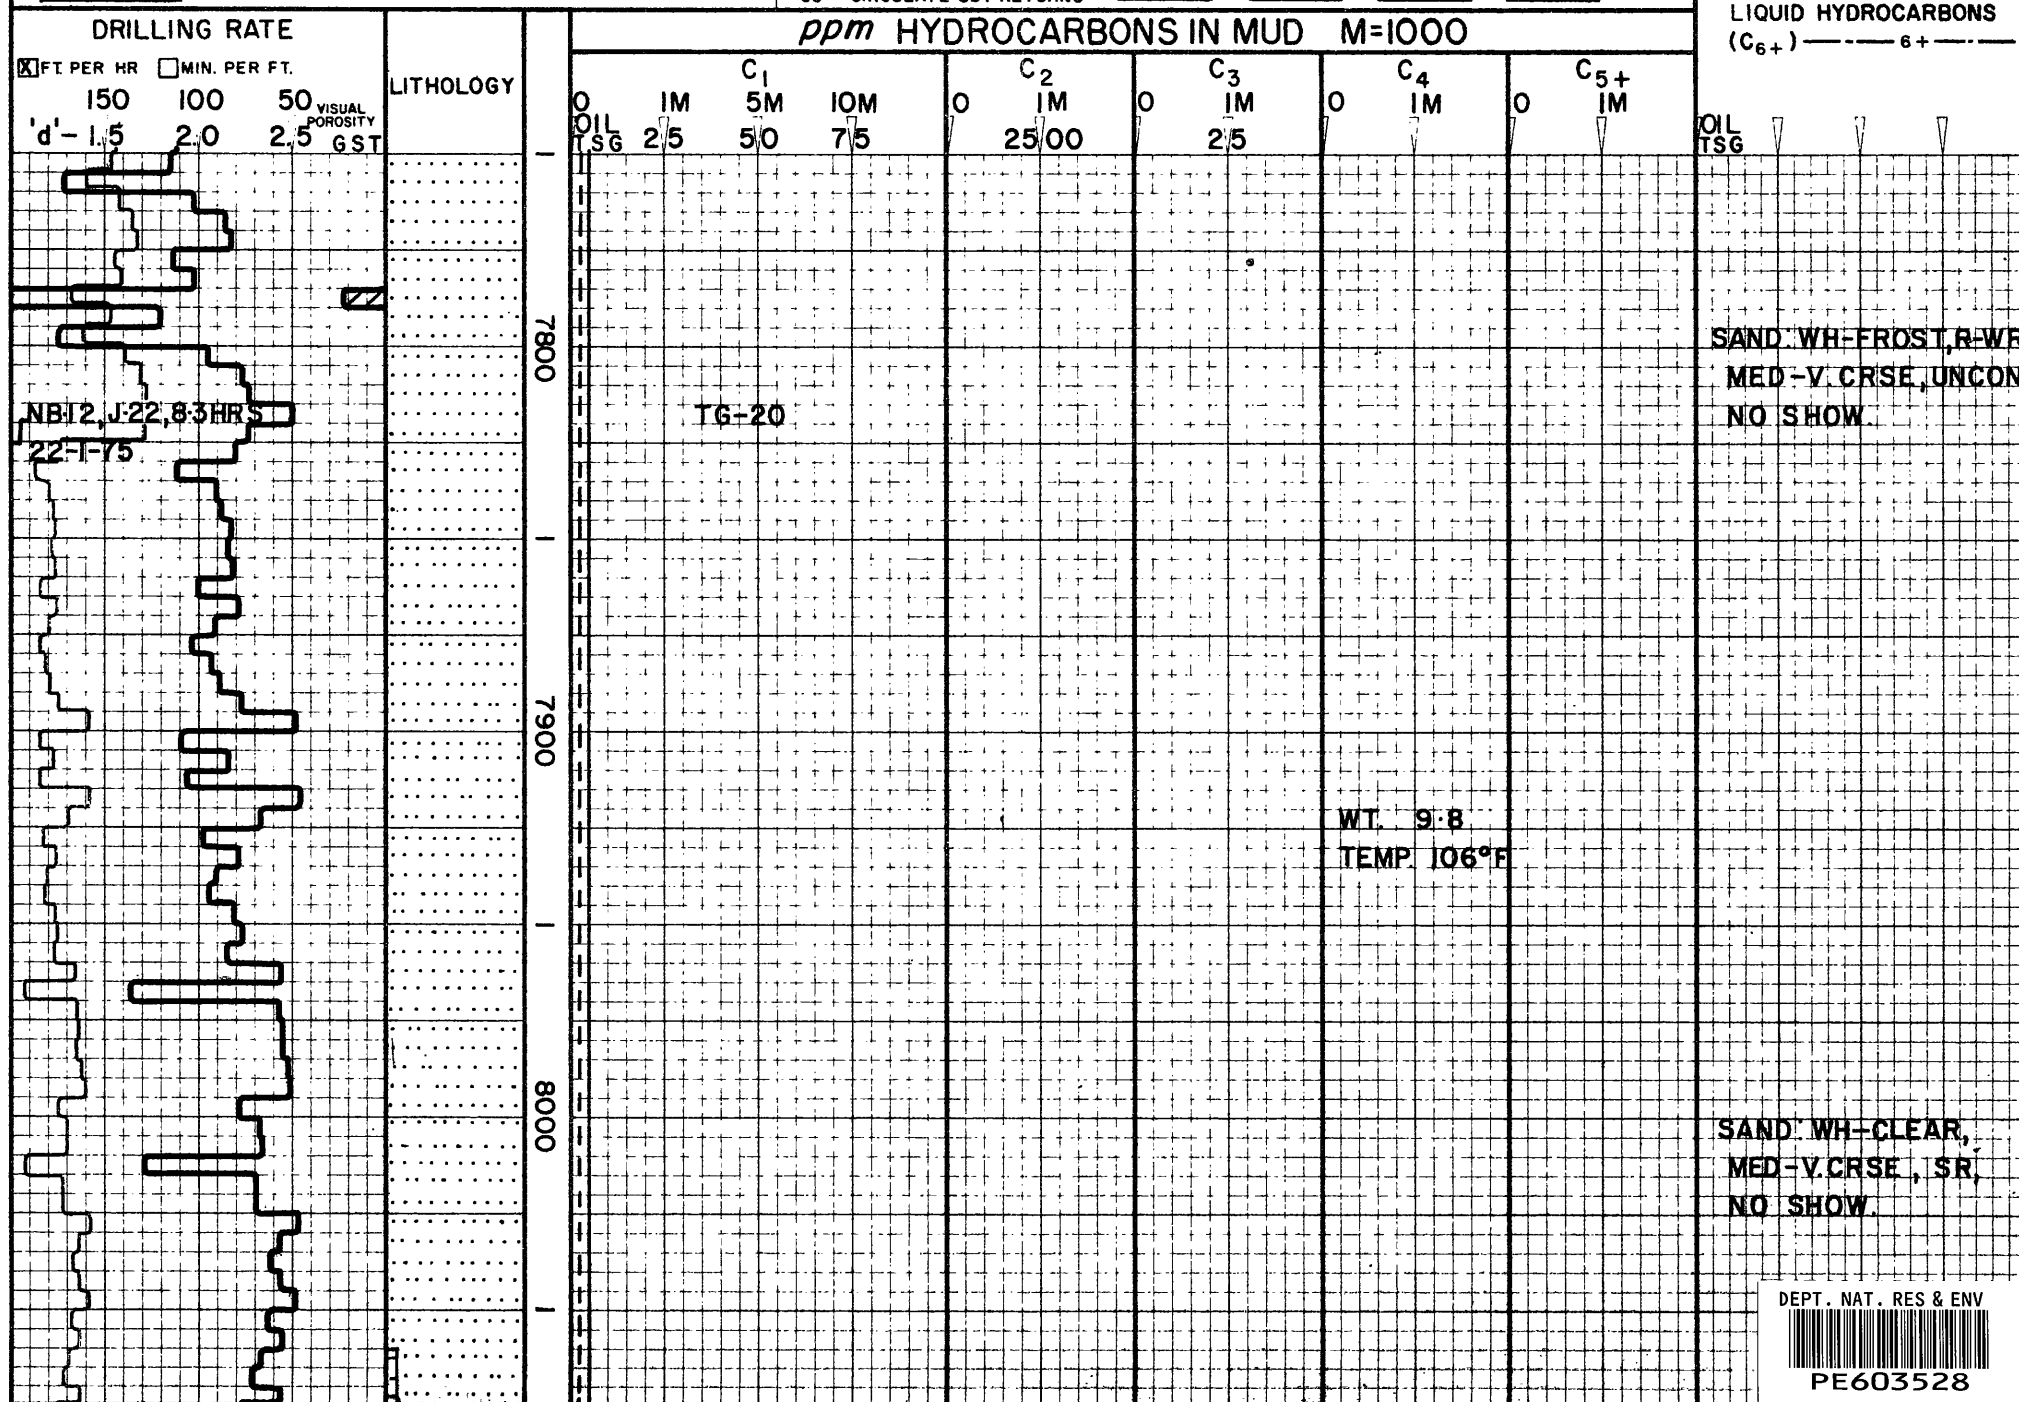 DRILLING RATE
X FT. PER HR MIN. PER FT.
150 100 50 VISUAL POROSITY
'd'- 1.5 2.0 2.5 GST
LITHOLOGY
ppm HYDROCARBONS IN MUD M=1000
C1 C2 C3 C4 C5+
0 1M 5M 10M 0 1M 0 1M 0 1M 0 1M
OIL
TSG 25 50 75 2500 25
LIQUID HYDROCARBONS
(C6+) 6+
OIL
TSG
7800
SAND: WH-FROST, R-WR
MED-V. CRSE, UNCON
NO SHOW.
NB12, J-22, 8·3 HRS
22-1-75
TG-20
7900
WT. 9·8
TEMP. 106°F
8000
SAND: WH-CLEAR,
MED-V.CRSE, SR,
NO SHOW.
DEPT. NAT. RES & ENV
PE603528